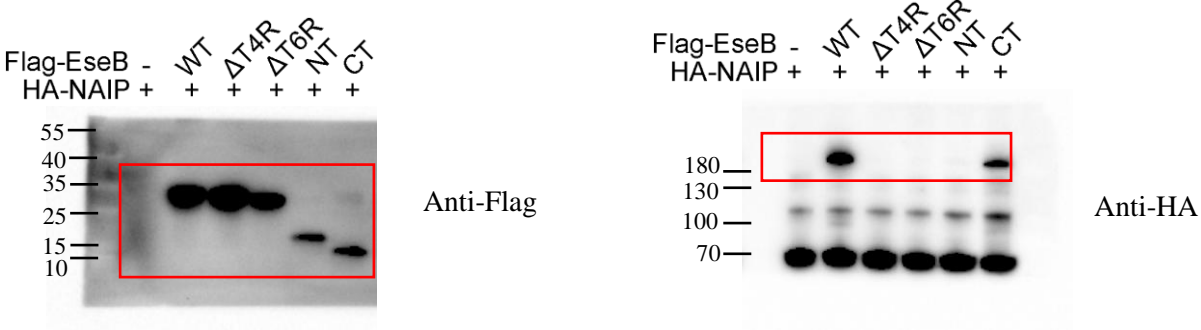 Flag-EseB - WT ΔT4R ΔT6R NT CT
HA-NAIP + + + + + +
55
40
35
25
15
10
Anti-Flag
Flag-EseB - WT ΔT4R ΔT6R NT CT
HA-NAIP + + + + + +
180
130
100
70
Anti-HA